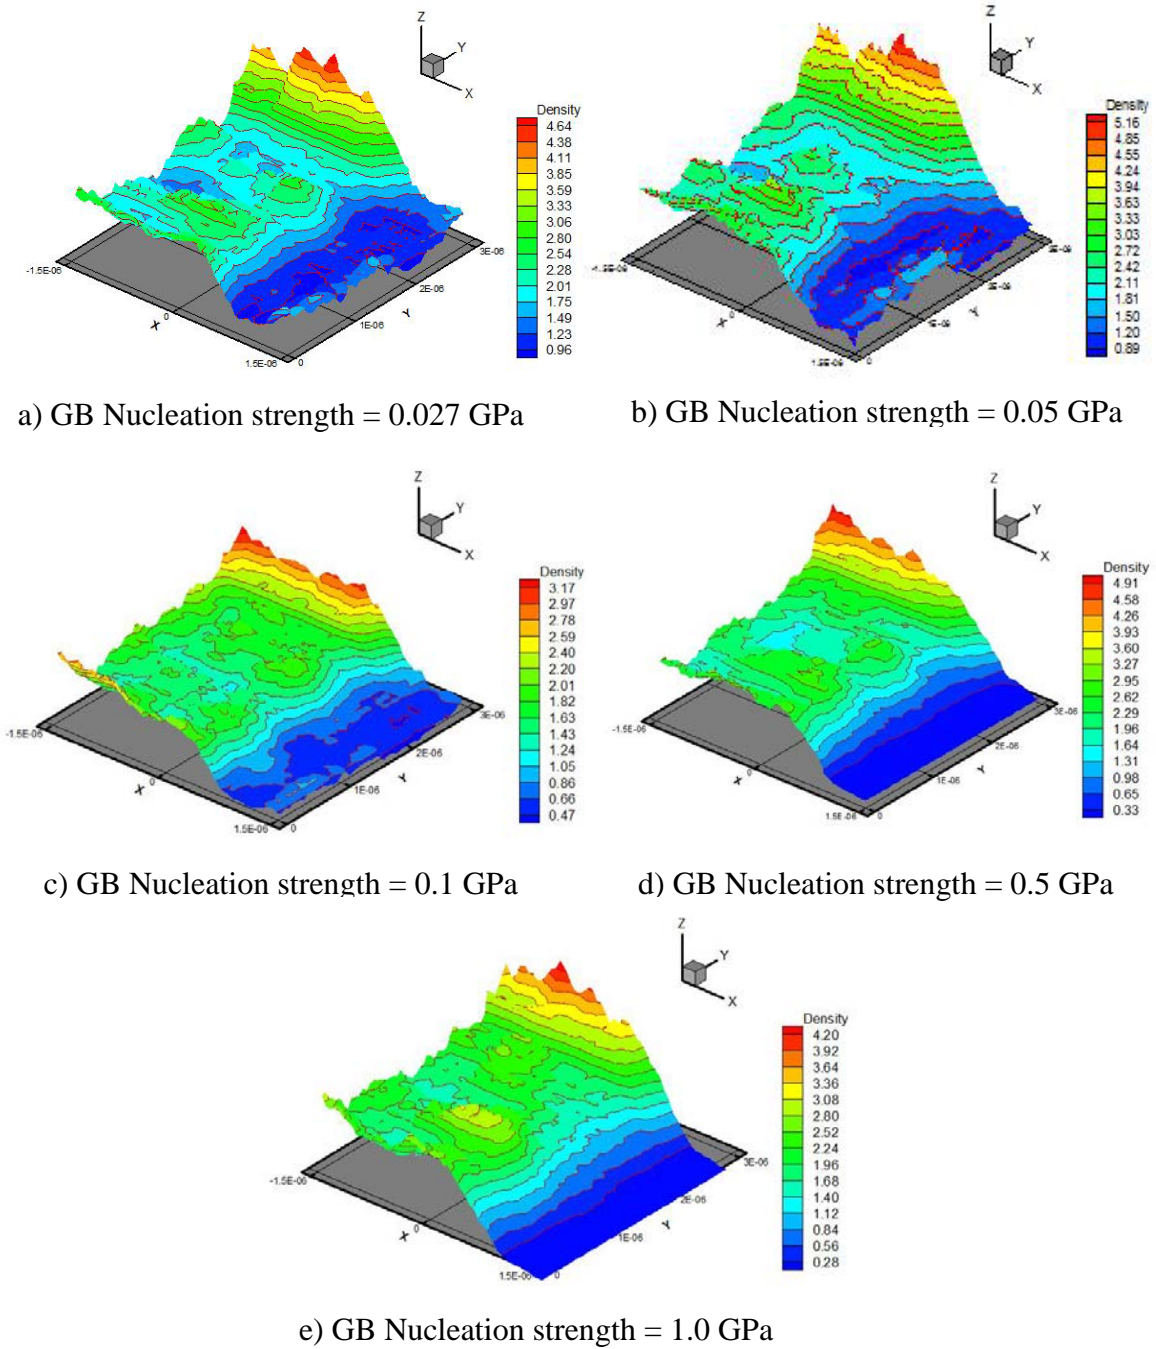 Z
Y
X
Density
4.64
4.38
4.11
3.85
3.59
3.33
3.06
2.80
2.54
2.28
2.01
1.75
1.49
1.23
0.96
-1.5E-06
X
0
1.5E-06
0
1E-06
Y
2E-06
3E-06
a) GB Nucleation strength = 0.027 GPa
Z
Y
X
Density
5.16
4.85
4.55
4.24
3.94
3.63
3.33
3.03
2.72
2.42
2.11
1.81
1.50
1.20
0.89
X
0
0
Y
b) GB Nucleation strength = 0.05 GPa
Z
Y
X
Density
3.17
2.97
2.78
2.59
2.40
2.20
2.01
1.82
1.63
1.43
1.24
1.05
0.86
0.66
0.47
-1.5E-06
X
0
1.5E-06
0
1E-06
Y
2E-06
3E-06
c) GB Nucleation strength = 0.1 GPa
Z
Y
X
Density
4.91
4.58
4.26
3.93
3.60
3.27
2.95
2.62
2.29
1.96
1.64
1.31
0.98
0.65
0.33
-1.5E-06
X
0
1.5E-06
0
1E-06
Y
2E-06
3E-06
d) GB Nucleation strength = 0.5 GPa
Z
Y
X
Density
4.20
3.92
3.64
3.36
3.08
2.80
2.52
2.24
1.96
1.68
1.40
1.12
0.84
0.56
0.28
-1.5E-06
X
0
1.5E-06
0
1E-06
Y
2E-06
3E-06
e) GB Nucleation strength = 1.0 GPa